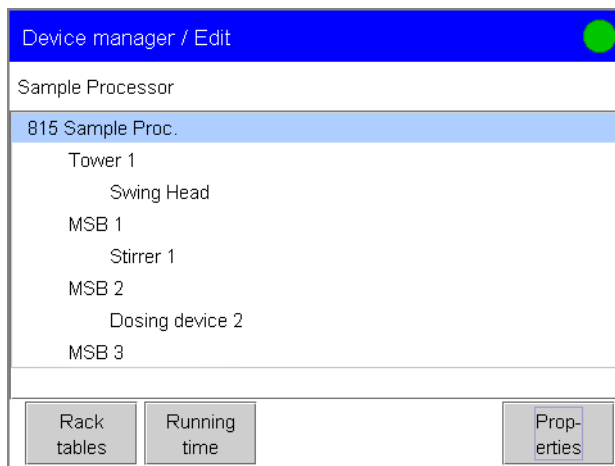 Device manager / Edit
Sample Processor
815 Sample Proc.
Tower 1
Swing Head
MSB 1
Stirrer 1
MSB 2
Dosing device 2
MSB 3
Rack
tables
Running
time
Prop-
erties